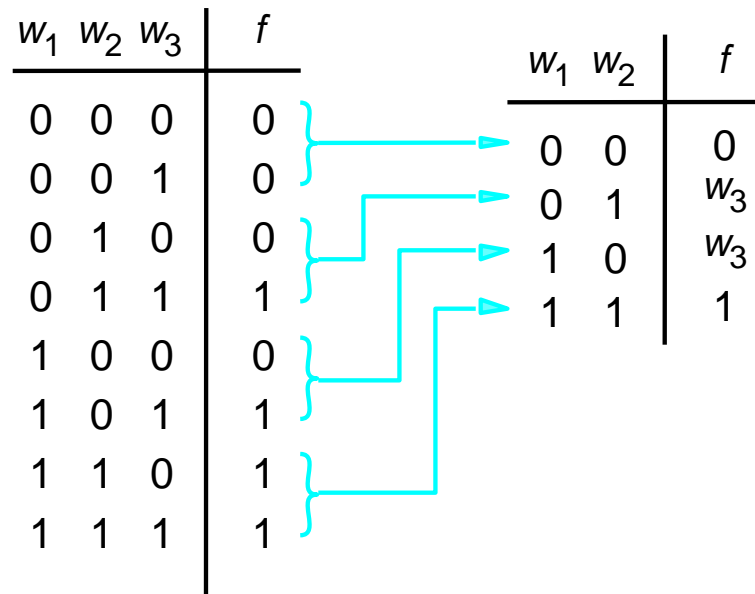 w1 w2 w3 f
0 0 0 0
0 0 1 0
0 1 0 0
0 1 1 1
1 0 0 0
1 0 1 1
1 1 0 1
1 1 1 1
w1 w2 f
0 0 0
0 1 w3
1 0 w3
1 1 1